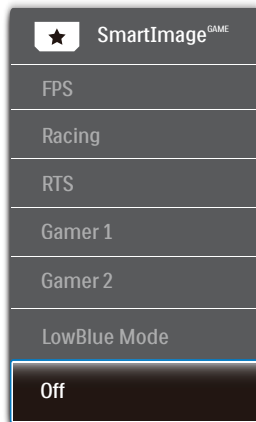 SmartImage GAME
FPS
Racing
RTS
Gamer 1
Gamer 2
LowBlue Mode
Off